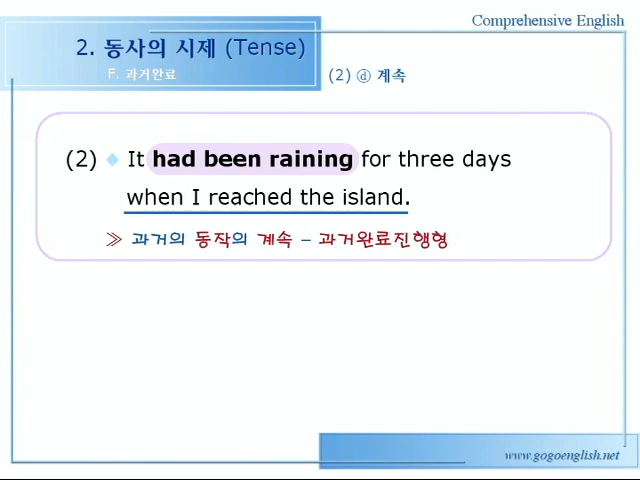 Comprehensive English
2. 동사의 시제 (Tense)
F. 과거완료
(2) ⓓ 계속
(2) ◆ It had been raining for three days
when I reached the island.
≫ 과거의 동작의 계속 – 과거완료진행형
www.gogoenglish.net